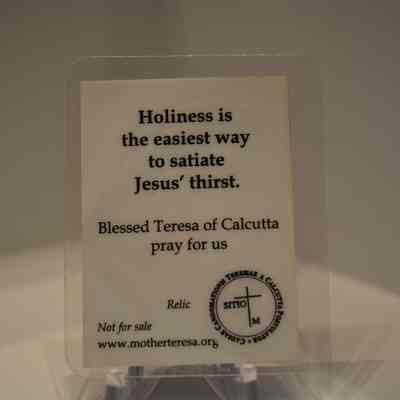 Holiness is
the easiest way
to satiate
Jesus' thirst.
Blessed Teresa of Calcutta
pray for us
Relic
SITIO
M
Not for sale
www.motherteresa.org